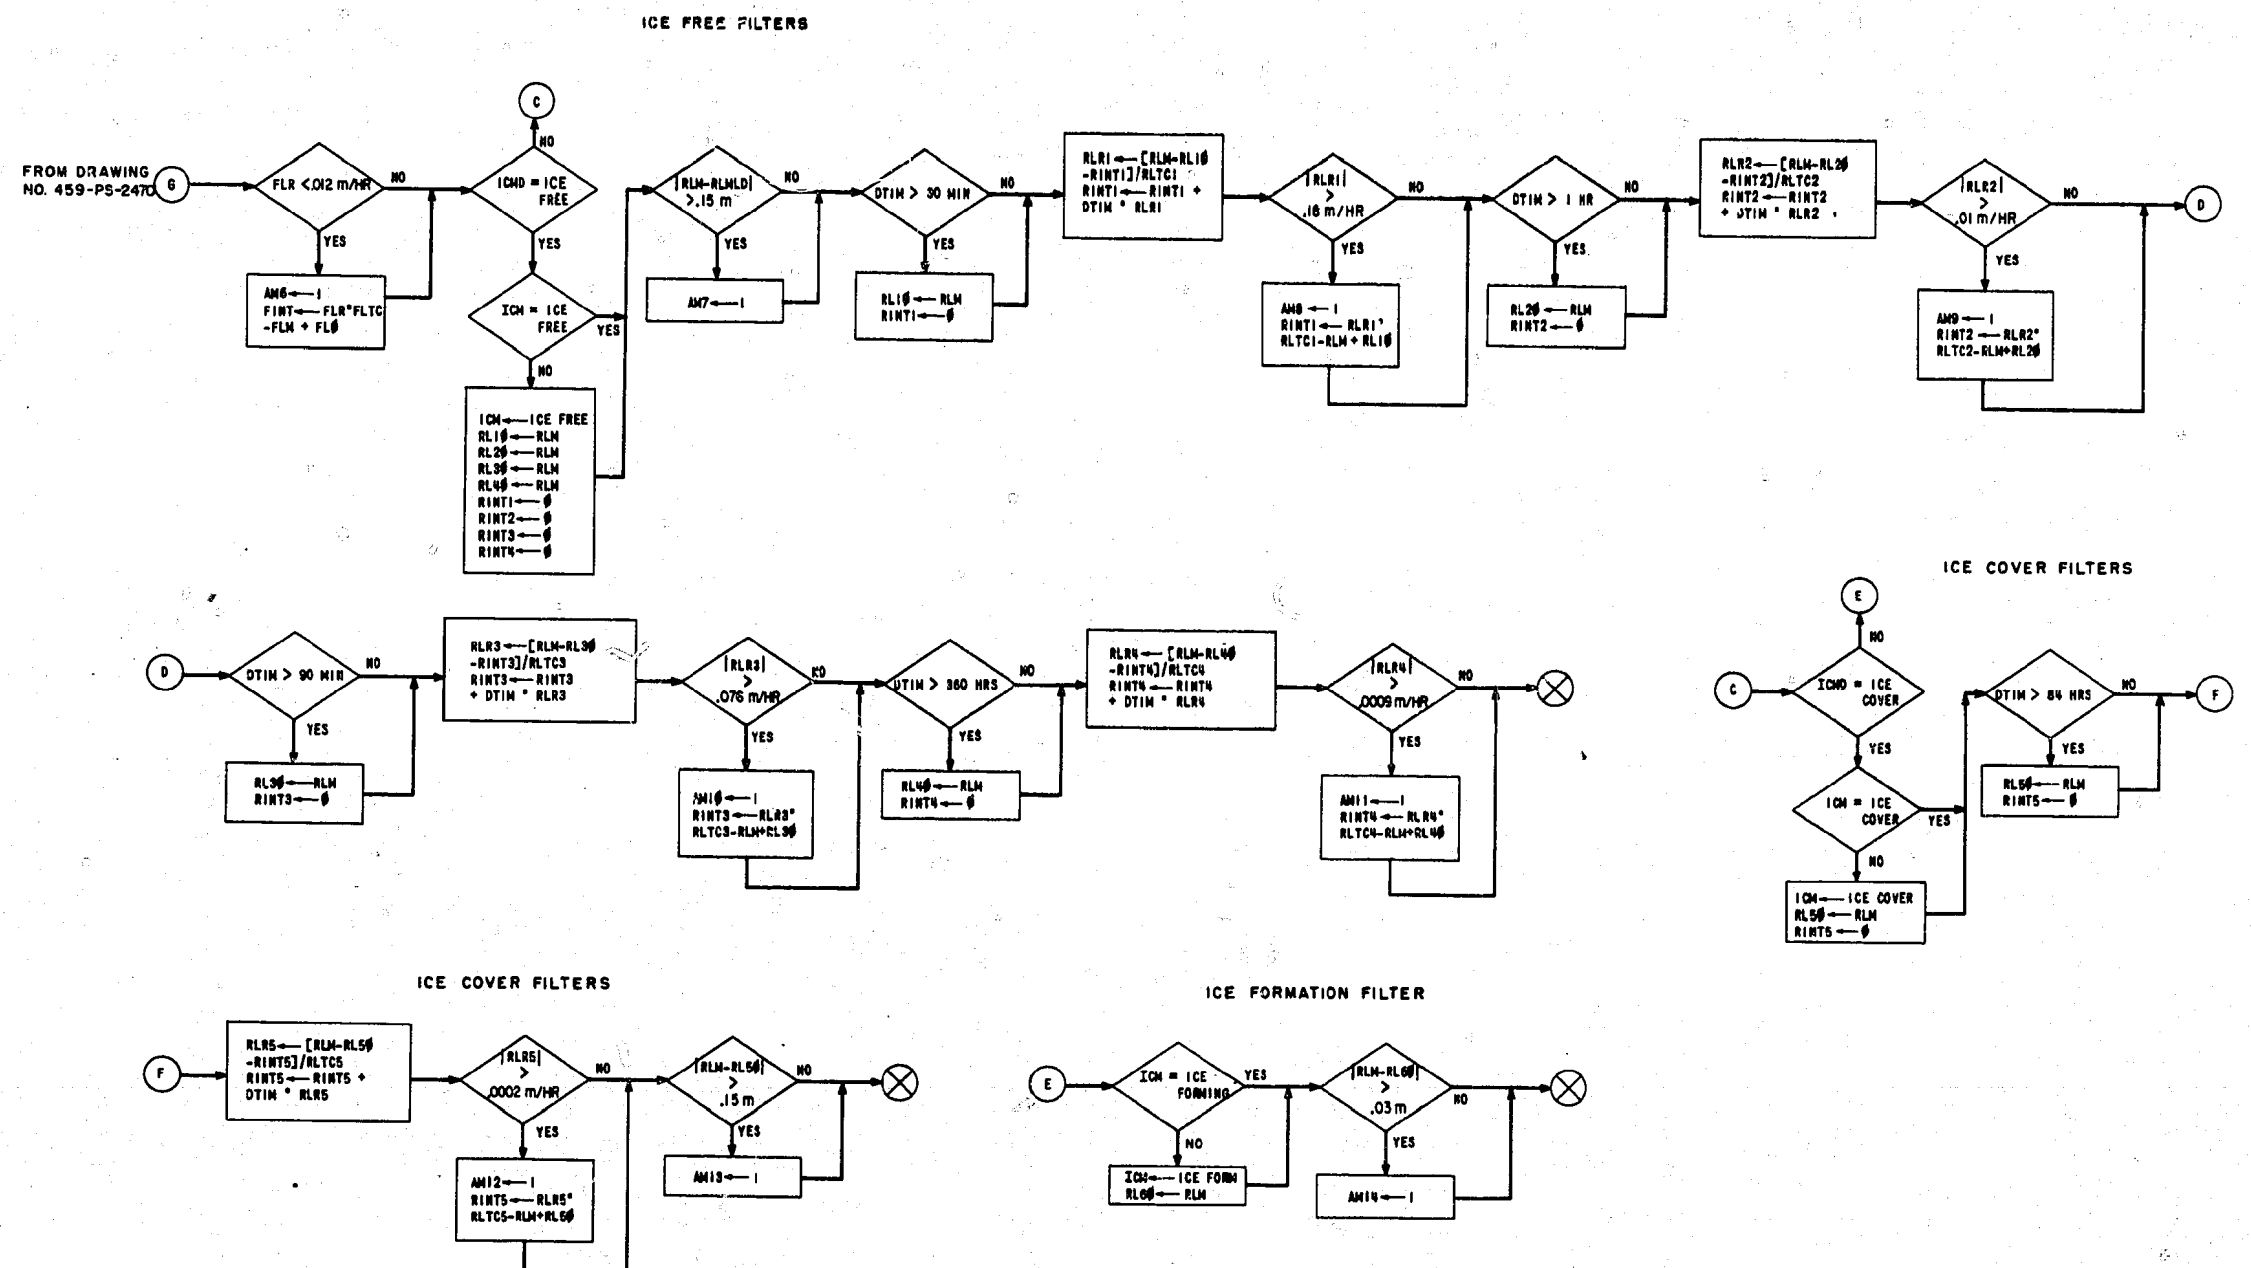 ICE FREE FILTERS
C
NO
FROM DRAWING
NO. 459-PS-2470
G
FLR <.012 m/HR
NO
YES
AM6←1
FINT←FLR*FLTC
-FLM + FLØ
ICMD = ICE
FREE
YES
ICM = ICE
FREE
YES
NO
ICM←ICE FREE
RL1Ø←RLM
RL2Ø←RLM
RL3Ø←RLM
RL4Ø←RLM
RINT1←Ø
RINT2←Ø
RINT3←Ø
RINT4←Ø
|RLM-RLMLD|
>.15 m
NO
YES
AM7←1
DTIM > 30 MIN
NO
YES
RL1Ø←RLM
RINT1←Ø
RLR1←[RLM-RL1Ø
-RINT1]/RLTC1
RINT1←RINT1 +
DTIM * RLR1
|RLR1|
>
.18 m/HR
NO
YES
AM8←1
RINT1←RLR1*
RLTC1-RLM + RL1Ø
DTIM > 1 HR
NO
YES
RL2Ø←RLM
RINT2←Ø
RLR2←[RLM-RL2Ø
-RINT2]/RLTC2
RINT2←RINT2
+ DTIM * RLR2
|RLR2|
>
.01 m/HR
NO
YES
AM9←1
RINT2←RLR2*
RLTC2-RLM+RL2Ø
D
D
DTIM > 90 MIN
NO
YES
RL3Ø←RLM
RINT3←Ø
RLR3←[RLM-RL3Ø
-RINT3]/RLTC3
RINT3←RINT3
+ DTIM * RLR3
|RLR3|
>
.076 m/HR
NO
YES
AM1Ø←1
RINT3←RLR3*
RLTC3-RLM+RL3Ø
DTIM > 360 HRS
NO
YES
RL4Ø←RLM
RINT4←Ø
RLR4←[RLM-RL4Ø
-RINT4]/RLTC4
RINT4←RINT4
+ DTIM * RLR4
|RLR4|
>
.0009 m/HR
NO
YES
AM11←1
RINT4←RLR4*
RLTC4-RLM+RL4Ø
ICE COVER FILTERS
E
NO
C
ICMD = ICE
COVER
YES
ICM = ICE
COVER
YES
NO
ICM←ICE COVER
RL5Ø←RLM
RINT5←Ø
DTIM > 84 HRS
NO
YES
RL5Ø←RLM
RINT5←Ø
F
ICE COVER FILTERS
F
RLR5←[RLM-RL5Ø
-RINT5]/RLTC5
RINT5←RINT5 +
DTIM * RLR5
|RLR5|
>
.0002 m/HR
NO
YES
AM12←1
RINT5←RLR5*
RLTC5-RLM+RL5Ø
|RLM-RL5Ø|
>
.15 m
NO
YES
AM13←1
ICE FORMATION FILTER
E
ICM = ICE
FORMING
YES
NO
ICM←ICE FORM
RL6Ø←RLM
|RLM-RL6Ø|
>
.03 m
NO
YES
AM14←1